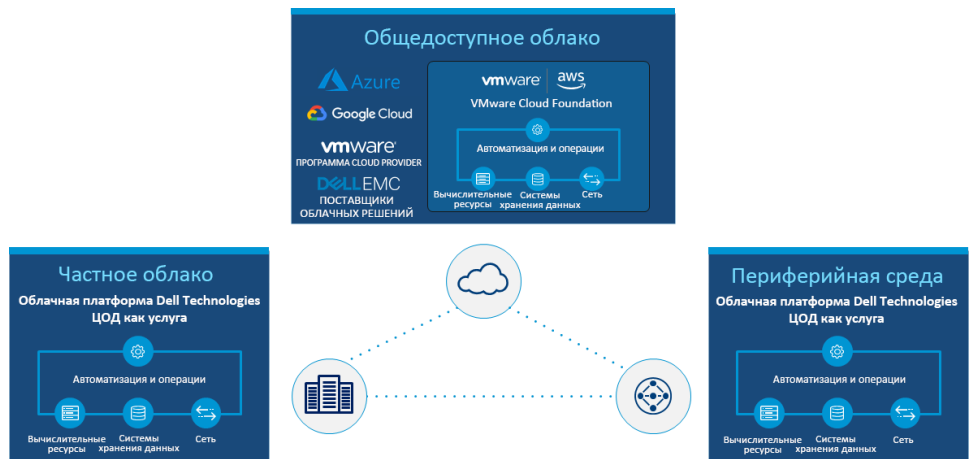 Общедоступное облако
Azure
Google Cloud
vmware
ПРОГРАММА CLOUD PROVIDER
DELLEMC
ПОСТАВЩИКИ
ОБЛАЧНЫХ РЕШЕНИЙ
vmware aws
VMware Cloud Foundation
Автоматизация и операции
Вычислительные
ресурсы
Системы
хранения данных
Сеть
Частное облако
Облачная платформа Dell Technologies
ЦОД как услуга
Автоматизация и операции
Вычислительные
ресурсы
Системы
хранения данных
Сеть
Периферийная среда
Облачная платформа Dell Technologies
ЦОД как услуга
Автоматизация и операции
Вычислительные
ресурсы
Системы
хранения данных
Сеть